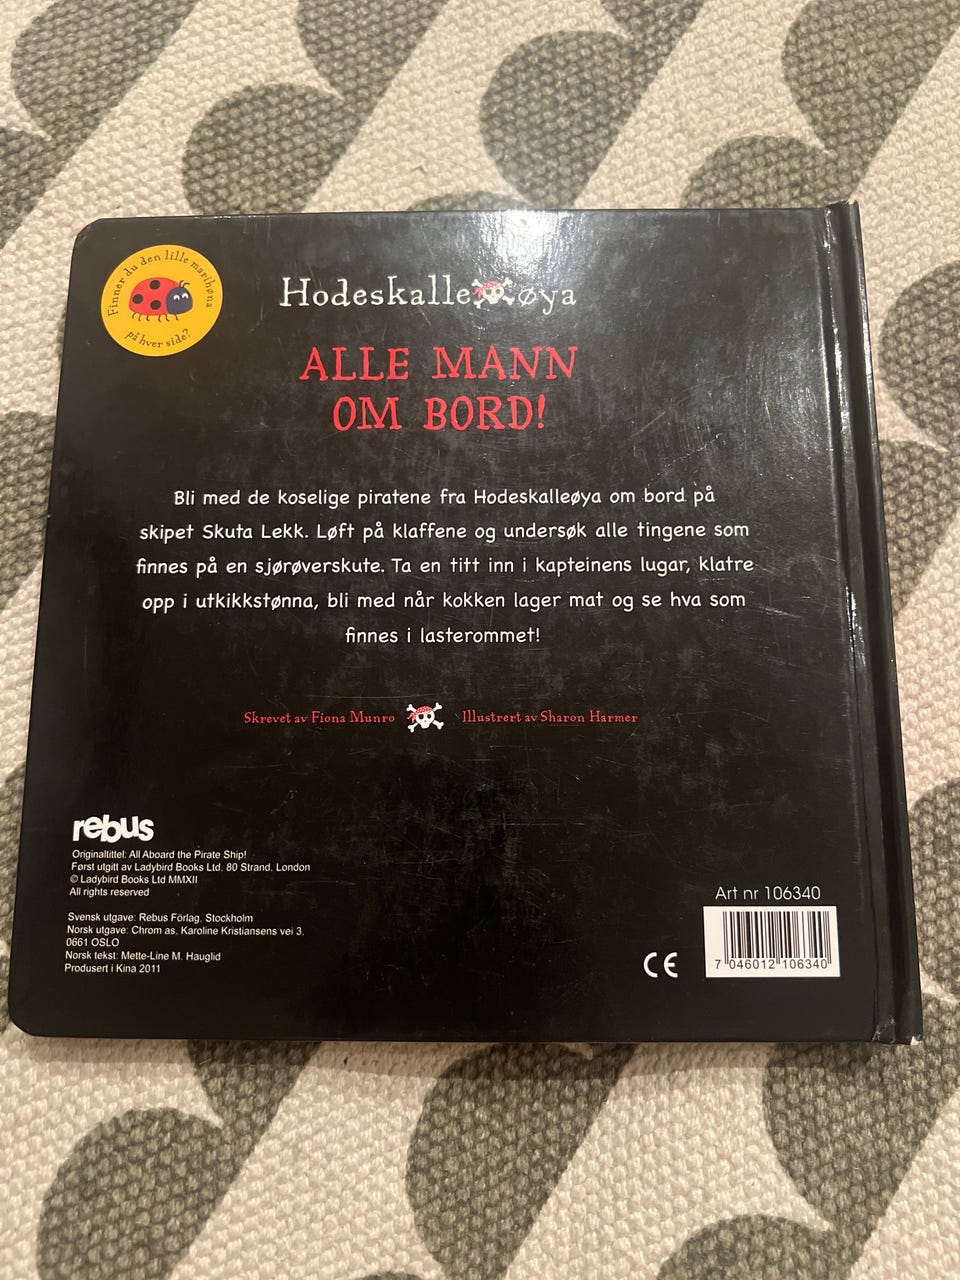 Finner du den lille marihøna
på hver side?
Hodeskalleøya
ALLE MANN
OM BORD!
Bli med de koselige piratene fra Hodeskalleøya om bord på
skipet Skuta Lekk. Løft på klaffene og undersøk alle tingene som
finnes på en sjørøverskute. Ta en titt inn i kapteinens lugar, klatre
opp i utkikkstønna, bli med når kokken lager mat og se hva som
finnes i lasterommet!
Skrevet av Fiona Munro Illustrert av Sharon Harmer
rebus
Originaltittel: All Aboard the Pirate Ship!
Først utgitt av Ladybird Books Ltd. 80 Strand. London
© Ladybird Books Ltd MMXII
All rights reserved
Svensk utgave: Rebus Förlag, Stockholm
Norsk utgave: Chrom as, Karoline Kristiansens vei 3,
0661 OSLO
Norsk tekst: Mette-Line M. Hauglid
Produsert i Kina 2011
Art nr 106340
CE
7 046012 106340